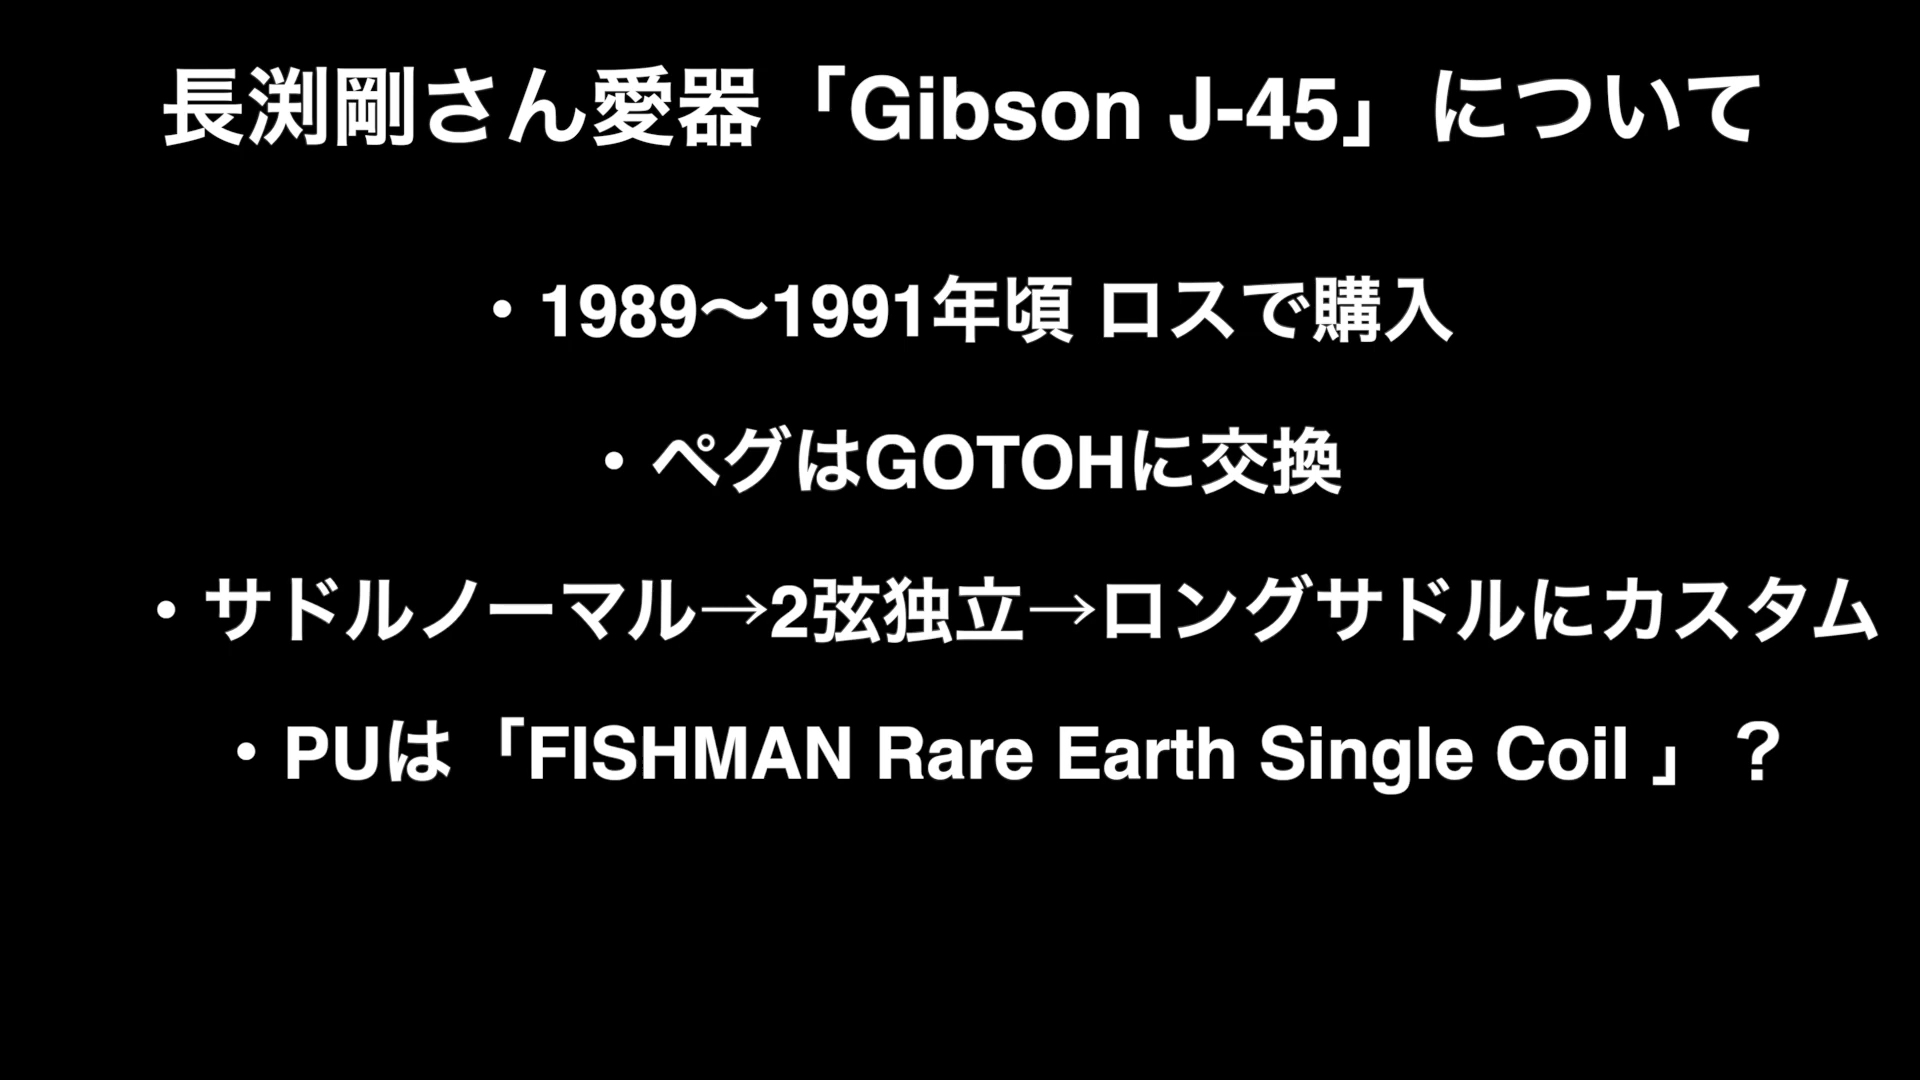 長渕剛さん愛器「Gibson J-45」について
・1989〜1991年頃 ロスで購入
・ペグはGOTOHに交換
・サドルノーマル→2弦独立→ロングサドルにカスタム
・PUは「FISHMAN Rare Earth Single Coil 」？